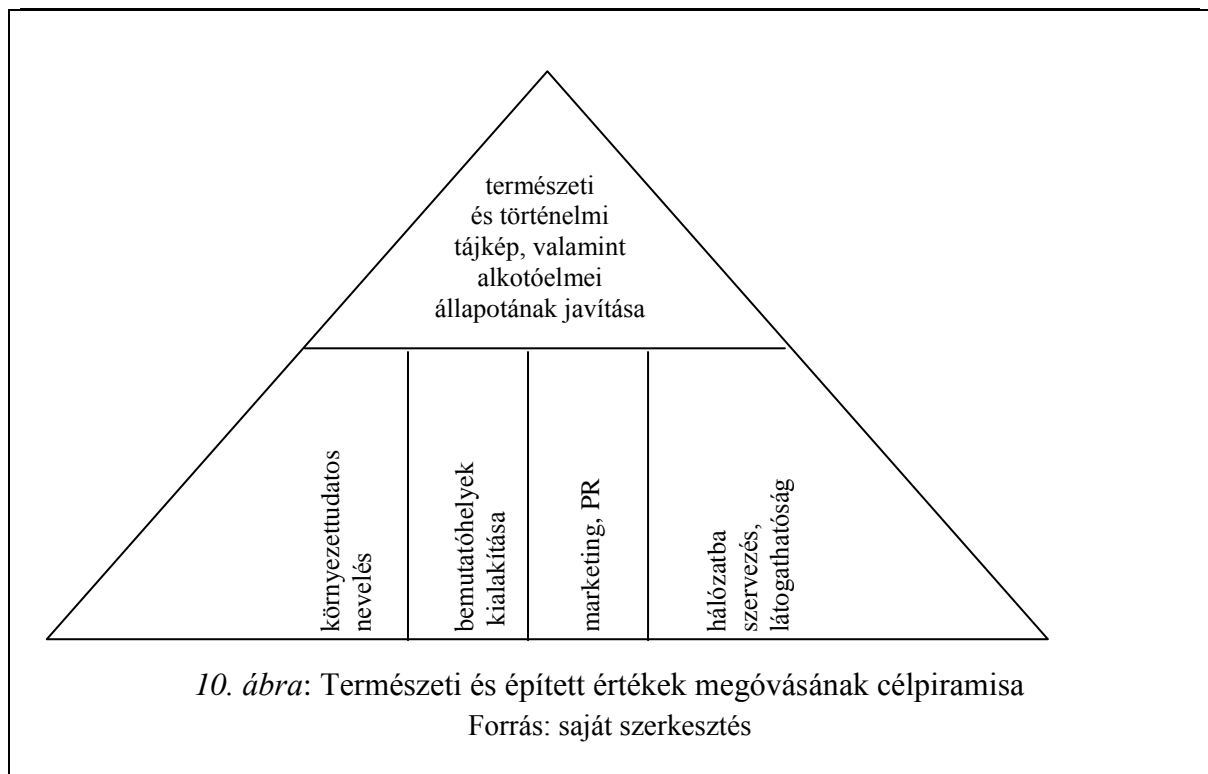 természeti
és történelmi
tájkép, valamint
alkotóelmei
állapotának javítása
környezettudatos
nevelés
bemutatóhelyek
kialakítása
marketing, PR
hálózatba
szervezés,
látogathatóság
10. ábra: Természeti és épített értékek megóvásának célpiramisa
Forrás: saját szerkesztés